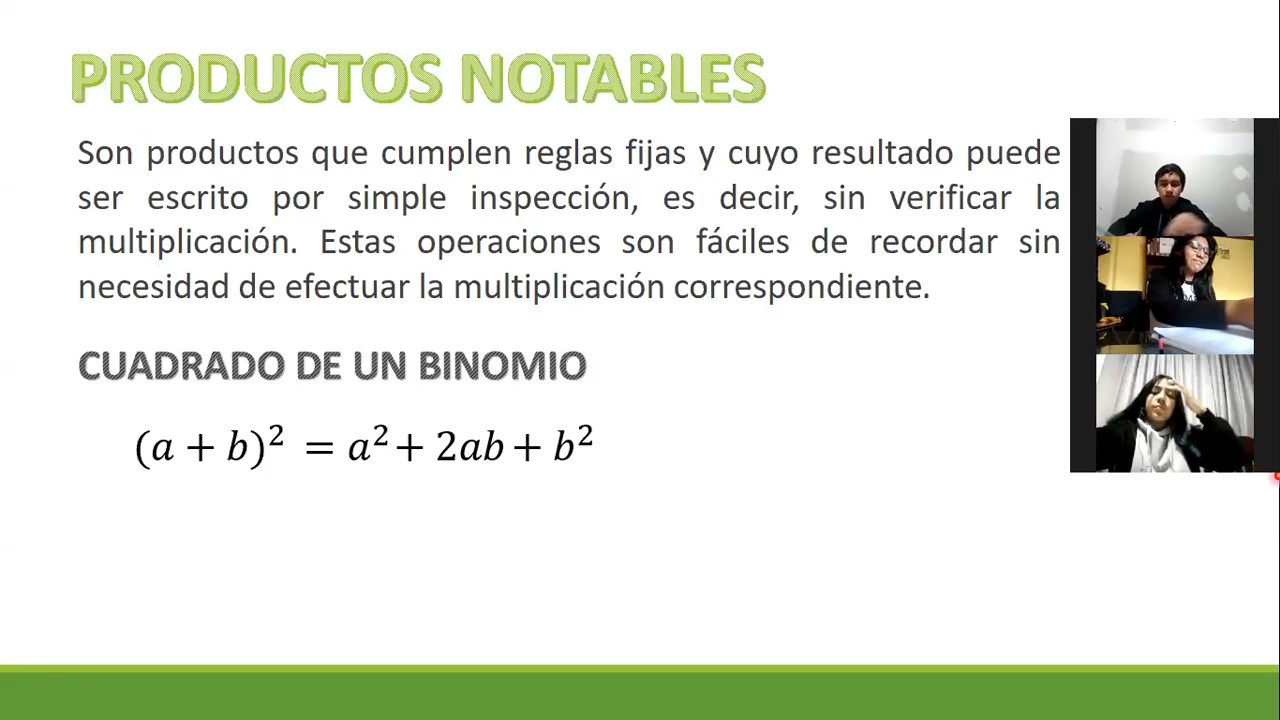 PRODUCTOS NOTABLES
Son productos que cumplen reglas fijas y cuyo resultado puede
ser escrito por simple inspección, es decir, sin verificar la
multiplicación. Estas operaciones son fáciles de recordar sin
necesidad de efectuar la multiplicación correspondiente.
CUADRADO DE UN BINOMIO
(a + b)² = a² + 2ab + b²